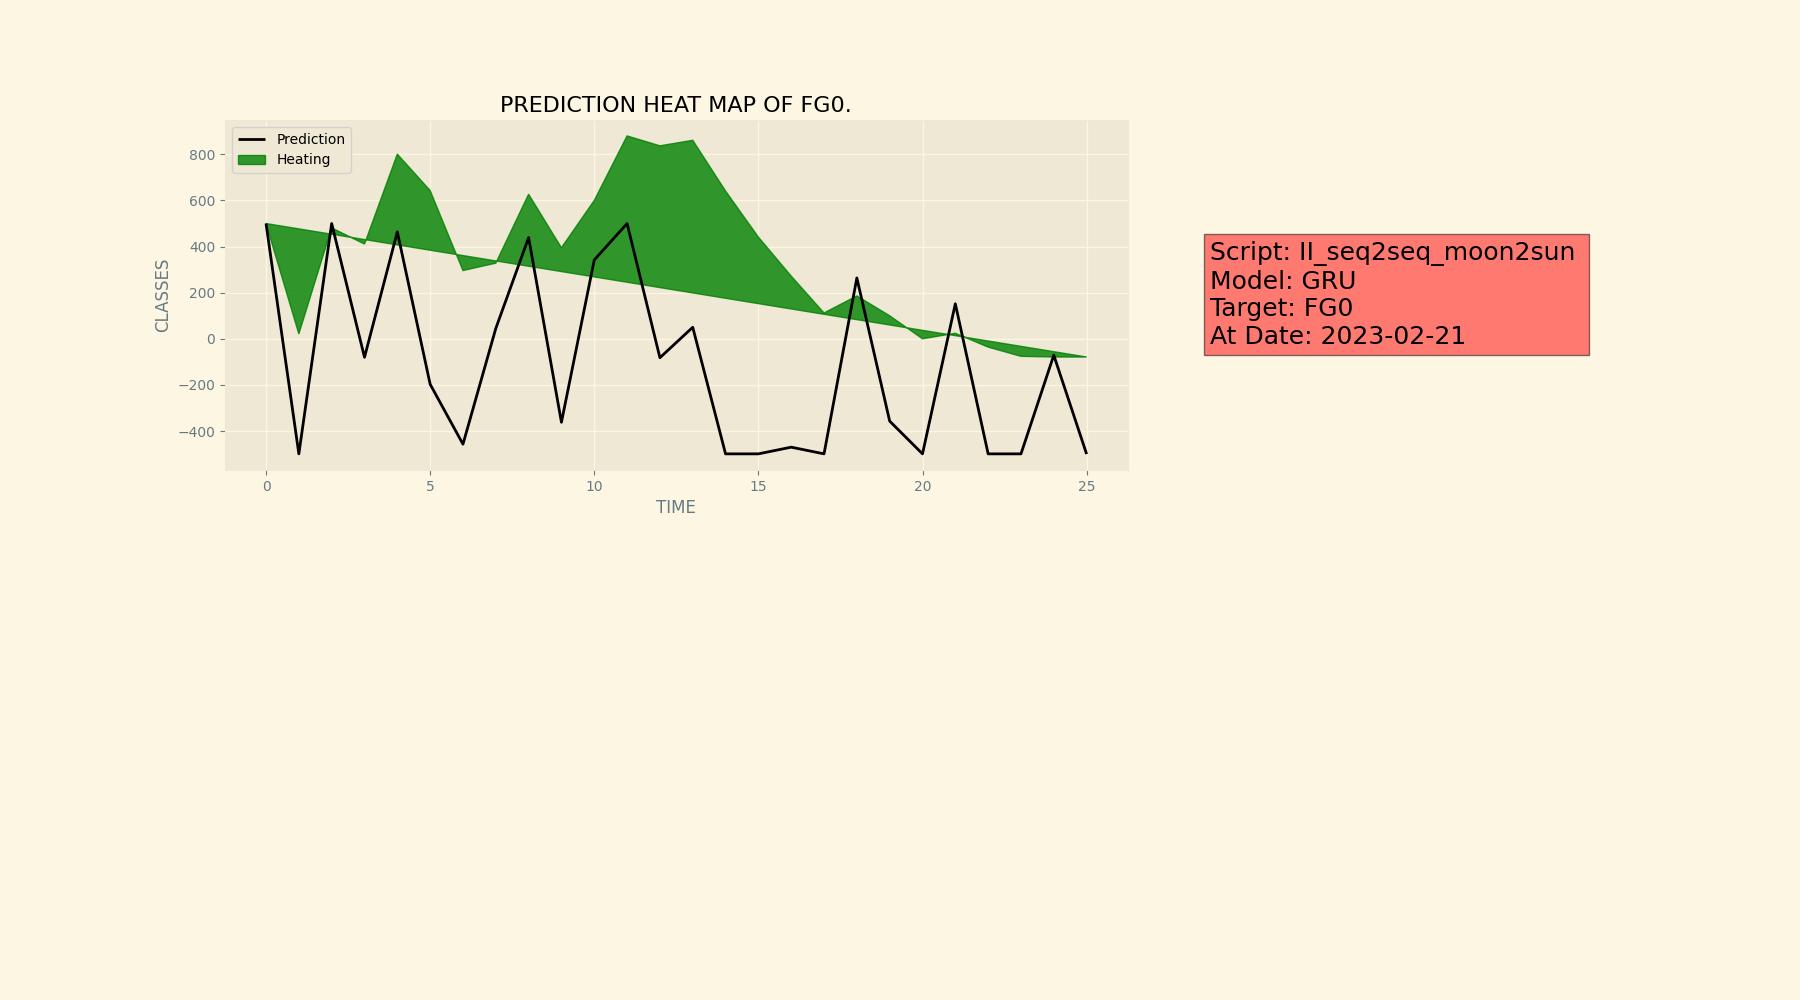 PREDICTION HEAT MAP OF FG0.
Prediction
Heating
800
600
400
200
0
−200
−400
CLASSES
0 5 10 15 20 25
TIME
Script: II_seq2seq_moon2sun
Model: GRU
Target: FG0
At Date: 2023-02-21